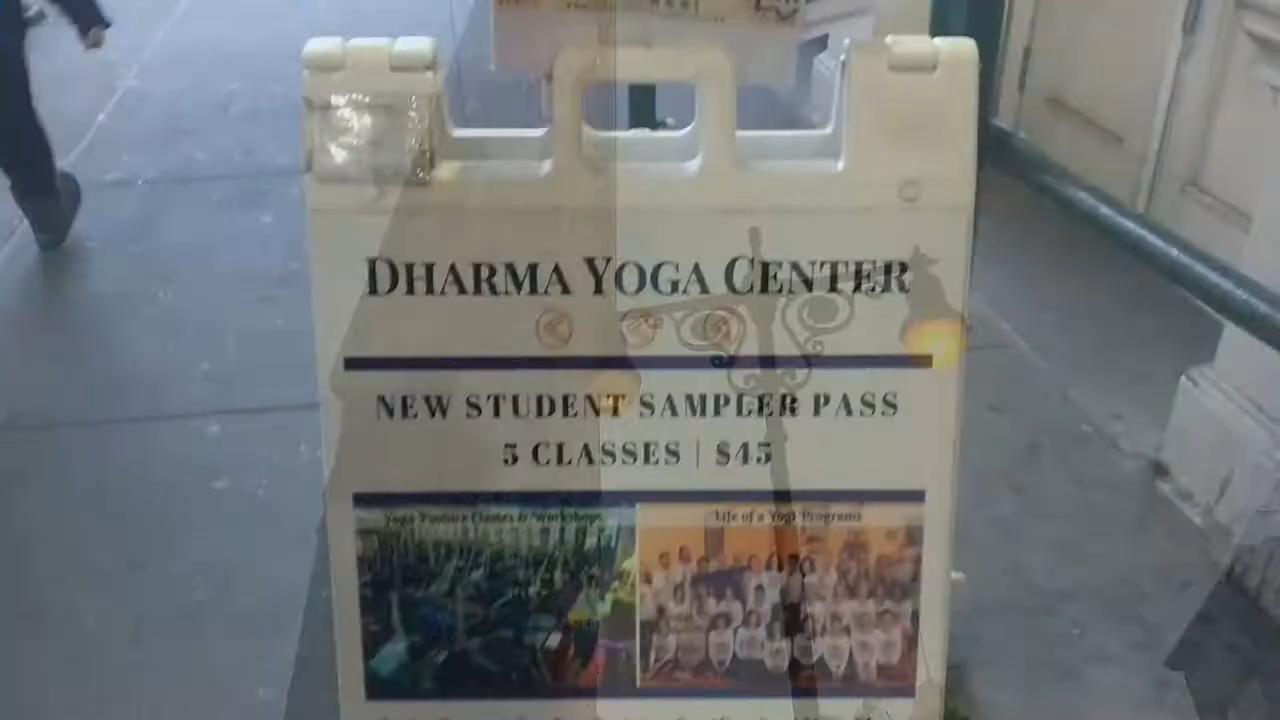 DHARMA YOGA CENTER
NEW STUDENT SAMPLER PASS
5 CLASSES | $45
Yoga Posture Classes & Workshops
Life of a Yogi Programs